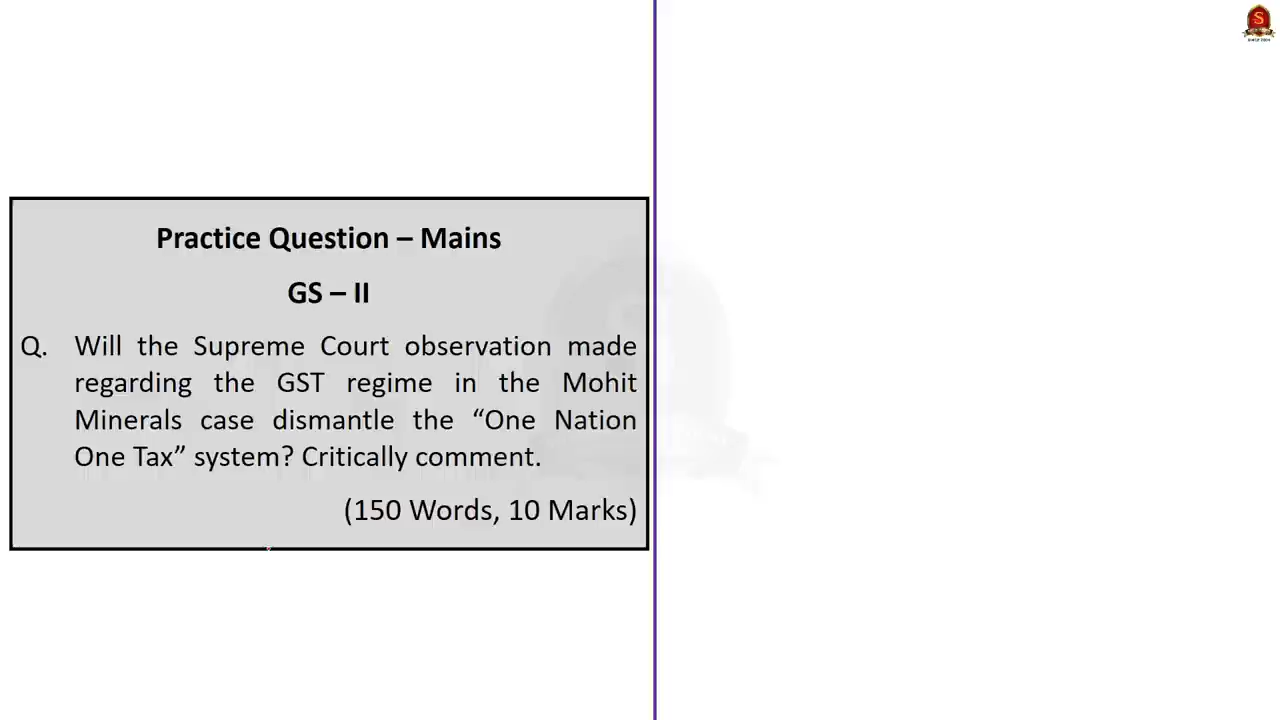 Practice Question – Mains
GS – II
Q. Will the Supreme Court observation made
regarding the GST regime in the Mohit
Minerals case dismantle the “One Nation
One Tax” system? Critically comment.
(150 Words, 10 Marks)
S